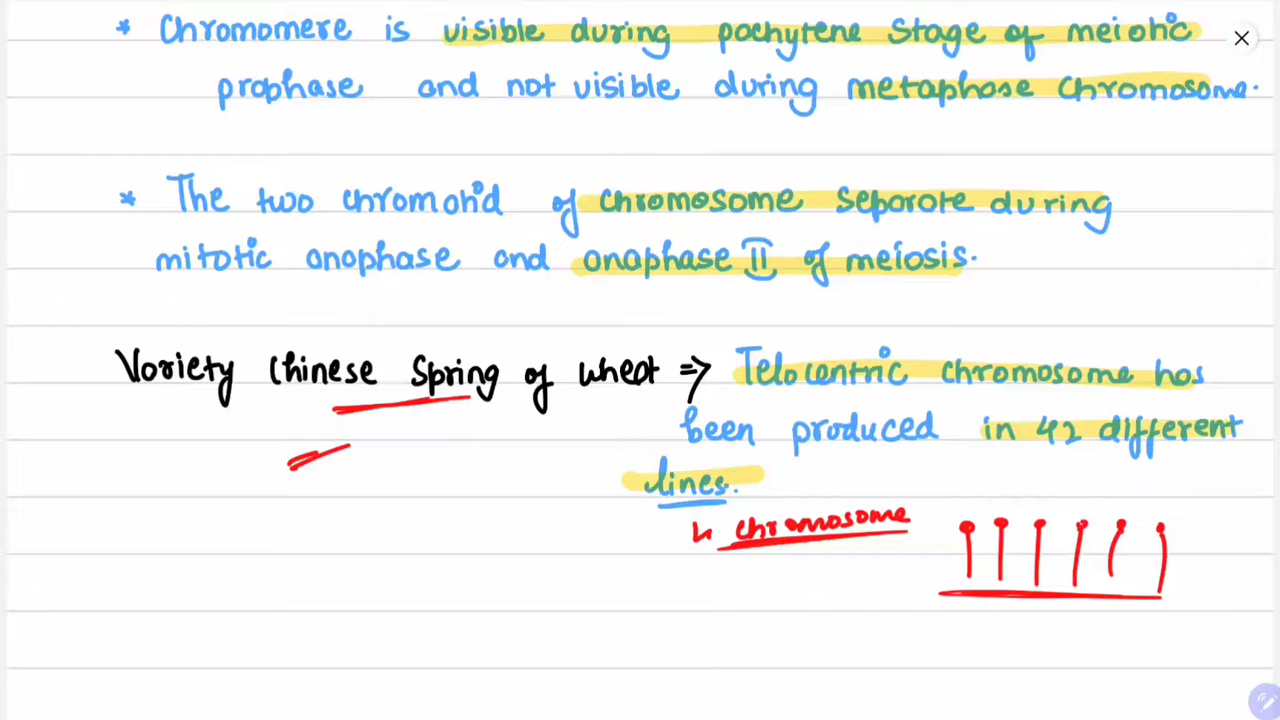 * Chromomere is visible during pachytene stage of meiotic
prophase and not visible during metaphase chromosome.
* The two chromatid of chromosome separate during
mitotic anaphase and anaphase II of meiosis.
Variety Chinese Spring of wheat ⇒ Telocentric chromosome has
been produced in 42 different
lines.
↳ chromosome